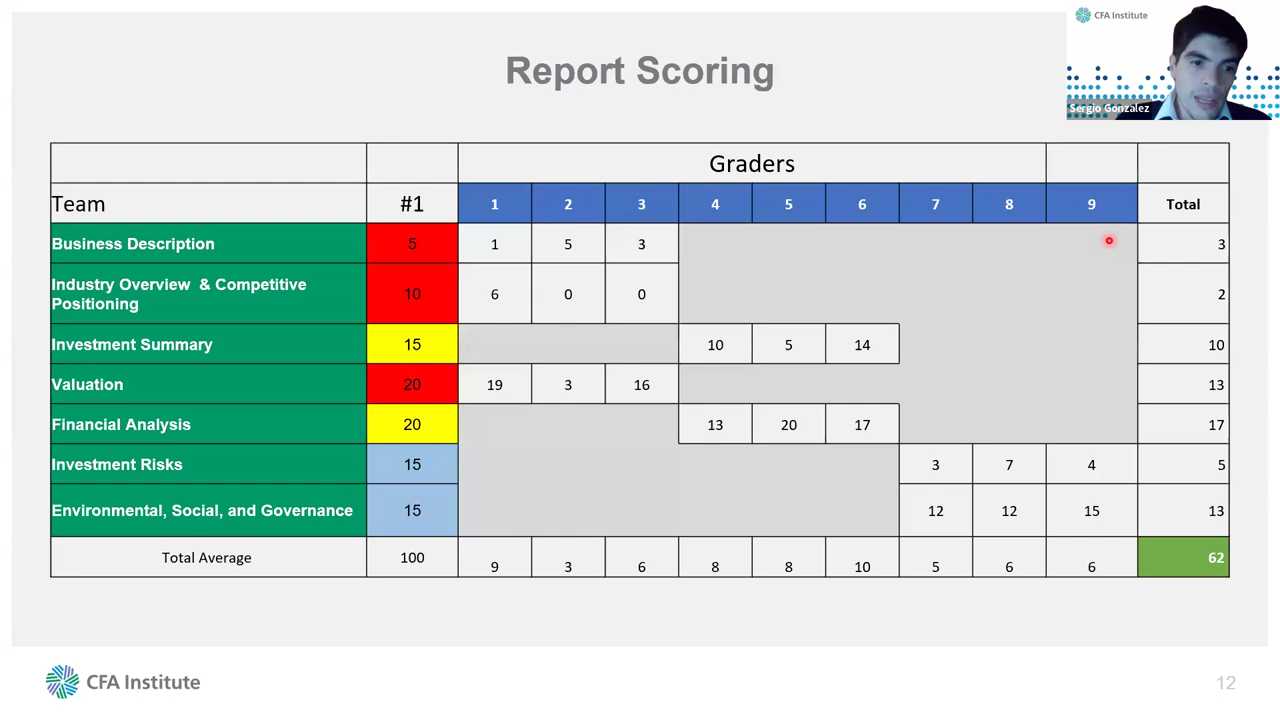 CFA Institute
Report Scoring
Sergio Gonzalez
Graders
Team #1 1 2 3 4 5 6 7 8 9 Total
Business Description 5 1 5 3 3
Industry Overview & Competitive
Positioning 10 6 0 0 2
Investment Summary 15 10 5 14 10
Valuation 20 19 3 16 13
Financial Analysis 20 13 20 17 17
Investment Risks 15 3 7 4 5
Environmental, Social, and Governance 15 12 12 15 13
Total Average 100 9 3 6 8 8 10 5 6 6 62
CFA Institute
12